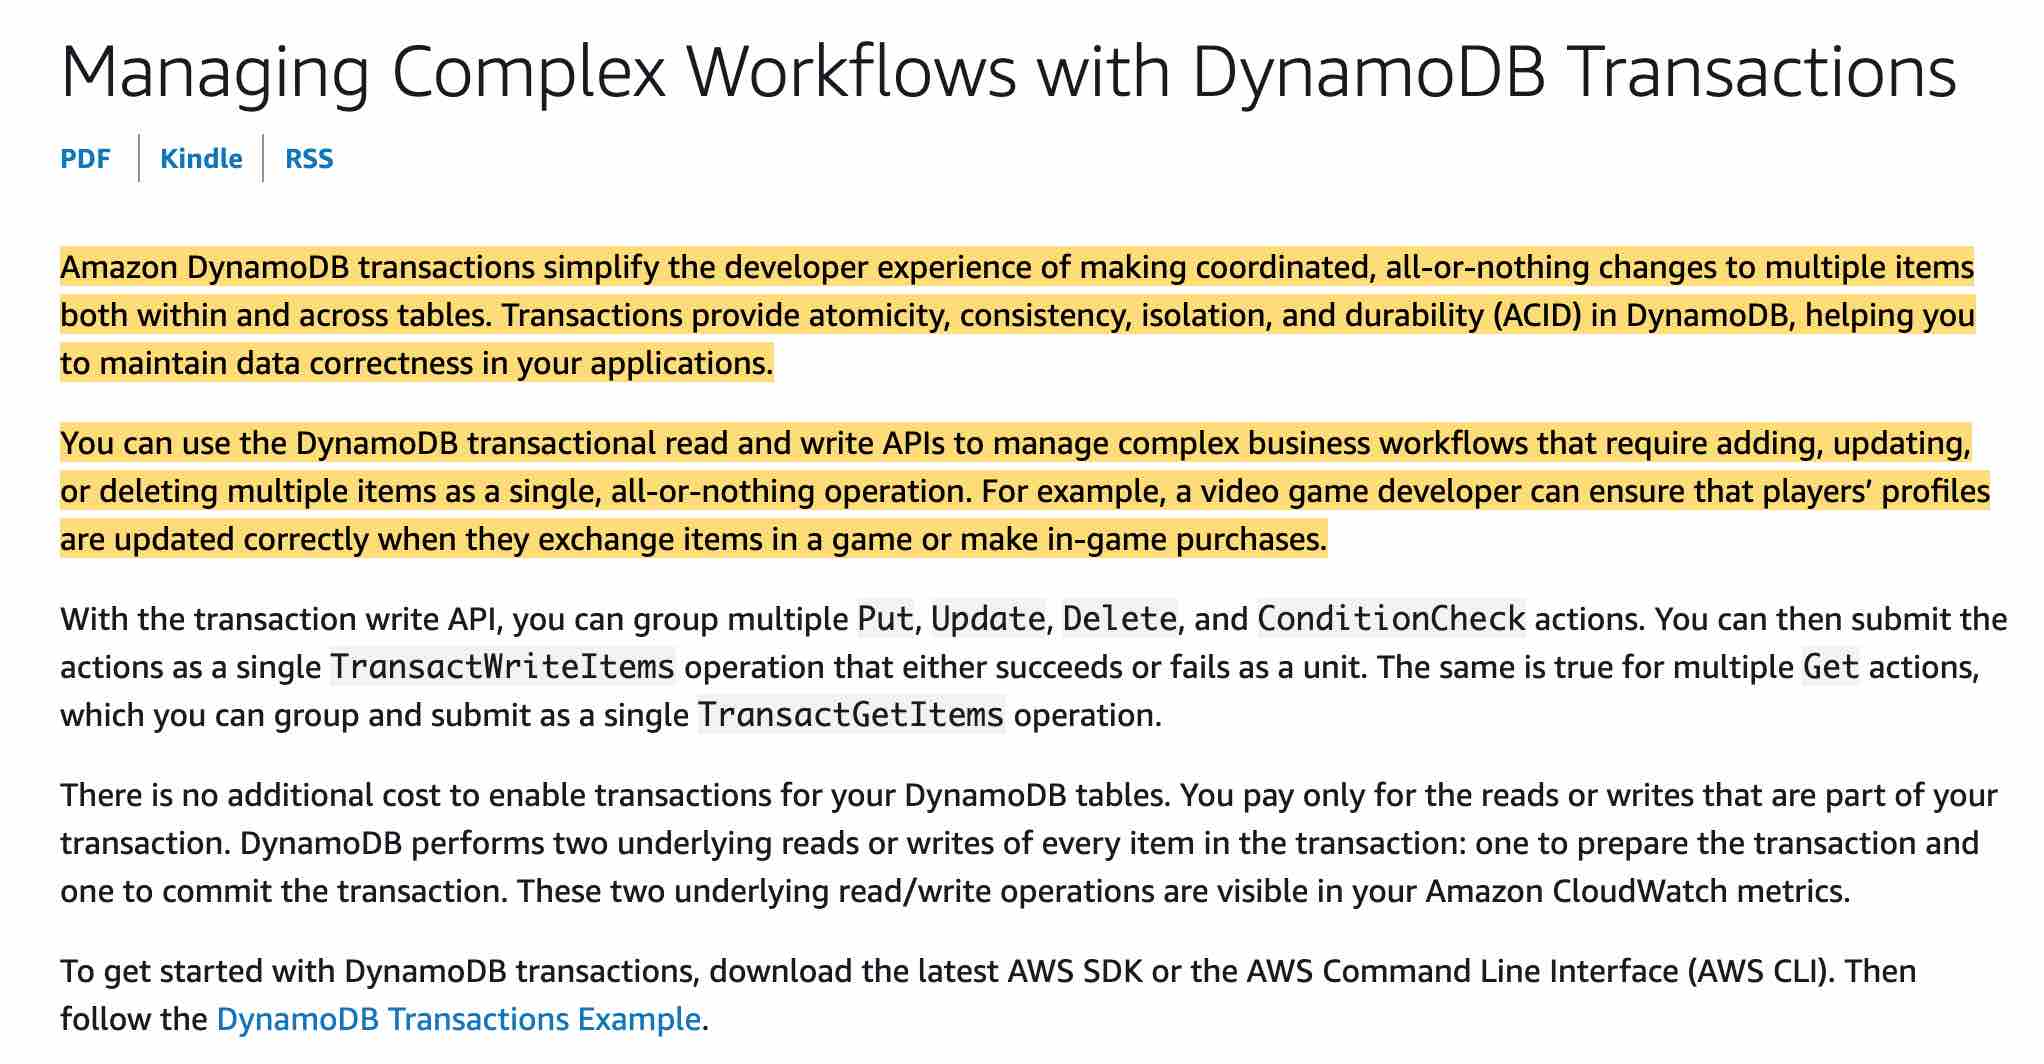 Managing Complex Workflows with DynamoDB Transactions
PDF
Kindle
RSS
Amazon DynamoDB transactions simplify the developer experience of making coordinated, all-or-nothing changes to multiple items
both within and across tables. Transactions provide atomicity, consistency, isolation, and durability (ACID) in DynamoDB, helping you
to maintain data correctness in your applications.
You can use the DynamoDB transactional read and write APIs to manage complex business workflows that require adding, updating,
or deleting multiple items as a single, all-or-nothing operation. For example, a video game developer can ensure that players’ profiles
are updated correctly when they exchange items in a game or make in-game purchases.
With the transaction write API, you can group multiple Put, Update, Delete, and ConditionCheck actions. You can then submit the
actions as a single TransactWriteItems operation that either succeeds or fails as a unit. The same is true for multiple Get actions,
which you can group and submit as a single TransactGetItems operation.
There is no additional cost to enable transactions for your DynamoDB tables. You pay only for the reads or writes that are part of your
transaction. DynamoDB performs two underlying reads or writes of every item in the transaction: one to prepare the transaction and
one to commit the transaction. These two underlying read/write operations are visible in your Amazon CloudWatch metrics.
To get started with DynamoDB transactions, download the latest AWS SDK or the AWS Command Line Interface (AWS CLI). Then
follow the DynamoDB Transactions Example.